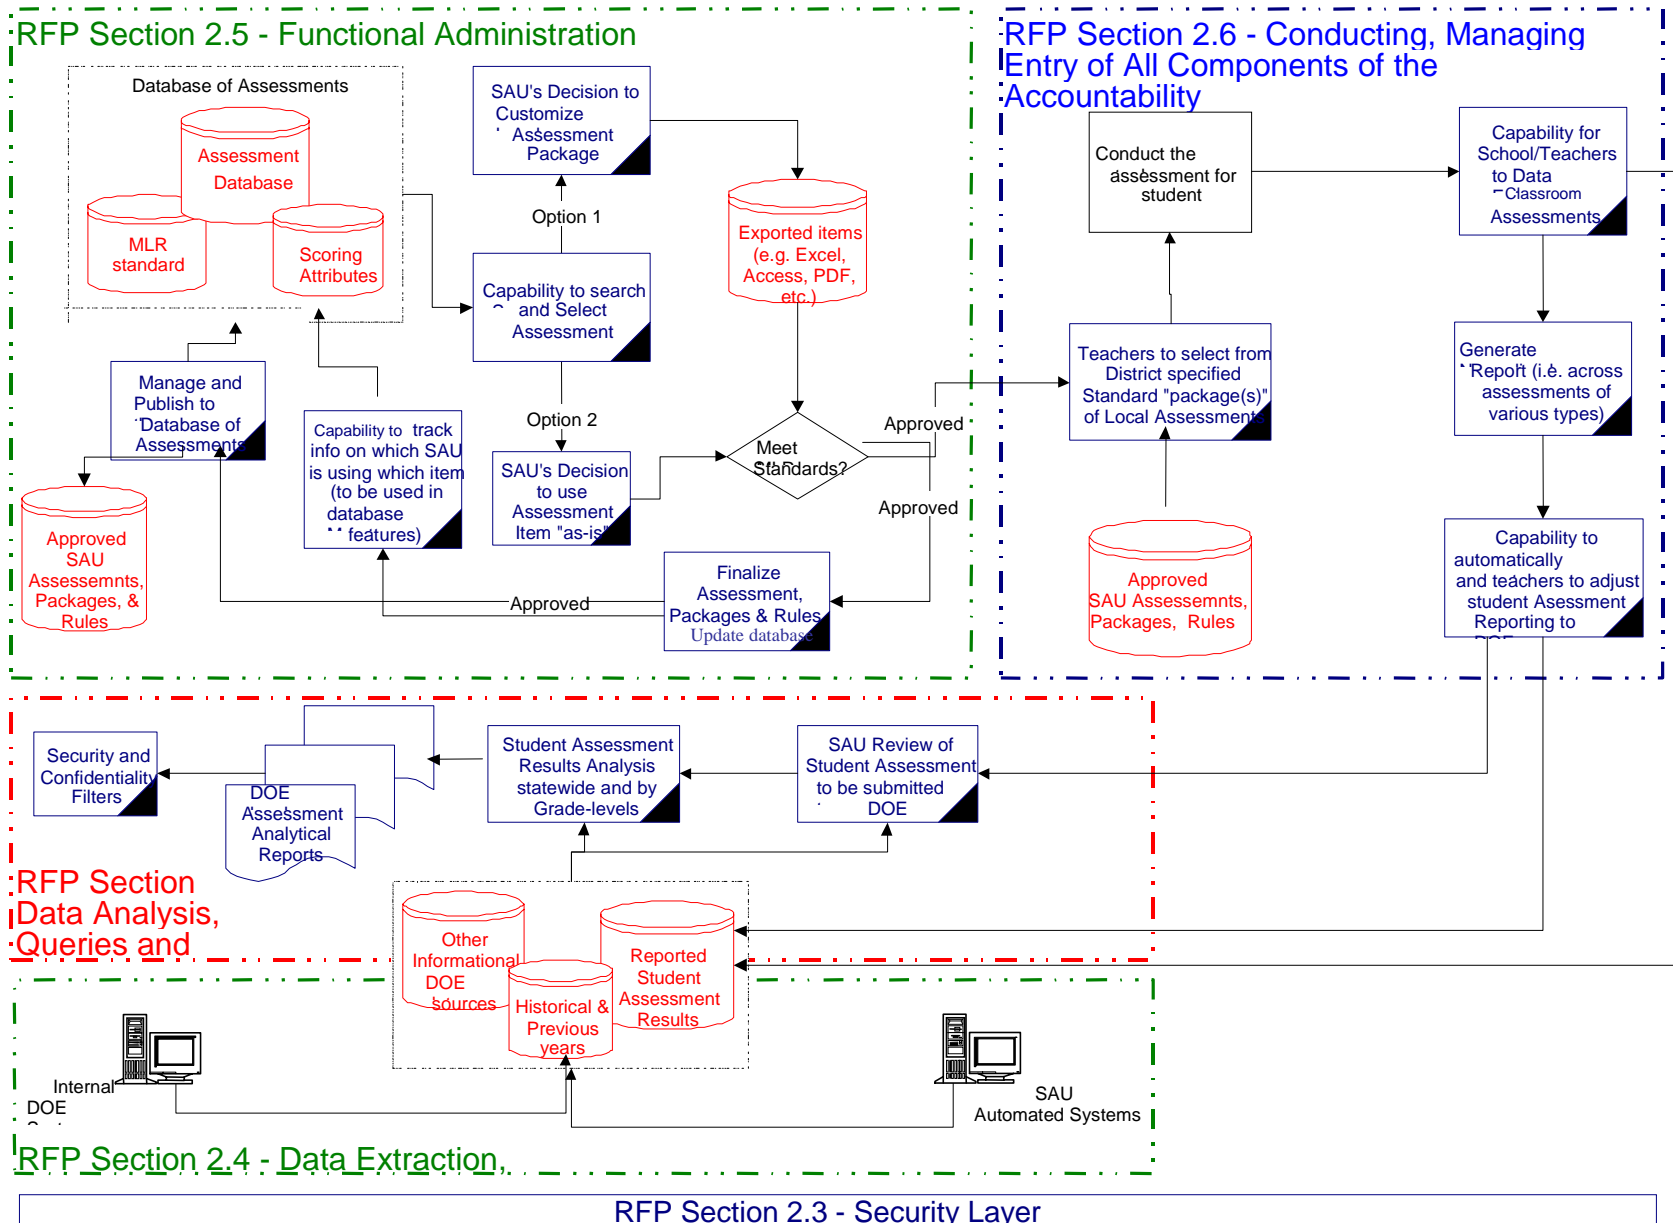 RFP Section 2.5 - Functional Administration
Database of Assessments
Assessment
Database
MLR
standard
Scoring
Attributes
SAU's Decision to
Customize
Assessment
Package
Option 1
Capability to search
and Select
Assessment
Option 2
SAU's Decision
to use
Assessment
Item "as-is"
Exported items
(e.g. Excel,
Access, PDF,
etc.)
Meet
Standards?
Approved
Approved
Manage and
Publish to
Database of
Assessments
Capability to track
info on which SAU
is using which item
(to be used in
database
features)
Approved
SAU
Assessemnts,
Packages, &
Rules
Approved
Finalize
Assessment,
Packages & Rules
Update database
RFP Section 2.6 - Conducting, Managing
Entry of All Components of the
Accountability
Conduct the
assessment for
student
Capability for
School/Teachers
to Data
Classroom
Assessments
Teachers to select from
District specified
Standard "package(s)"
of Local Assessments
Generate
Report (i.e. across
assessments of
various types)
Approved
SAU Assessemnts,
Packages, Rules
Capability to
automatically
and teachers to adjust
student Asessment
Reporting to
Security and
Confidentiality
Filters
DOE
Assessment
Analytical
Reports
Student Assessment
Results Analysis
statewide and by
Grade-levels
SAU Review of
Student Assessment
to be submitted
DOE
RFP Section
Data Analysis,
Queries and
Other
Informational
DOE
sources
Historical &
Previous
years
Reported
Student
Assessment
Results
Internal
DOE
SAU
Automated Systems
RFP Section 2.4 - Data Extraction,
RFP Section 2.3 - Security Layer